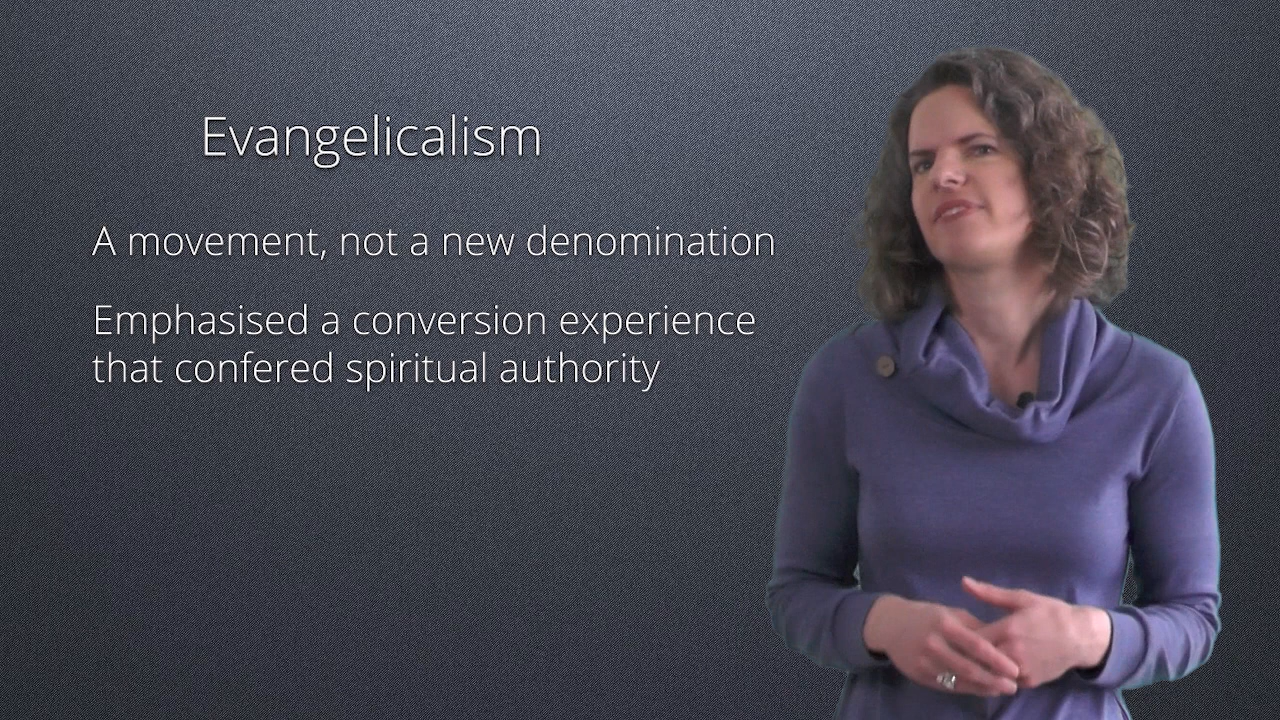 Evangelicalism
A movement, not a new denomination
Emphasised a conversion experience
that confered spiritual authority